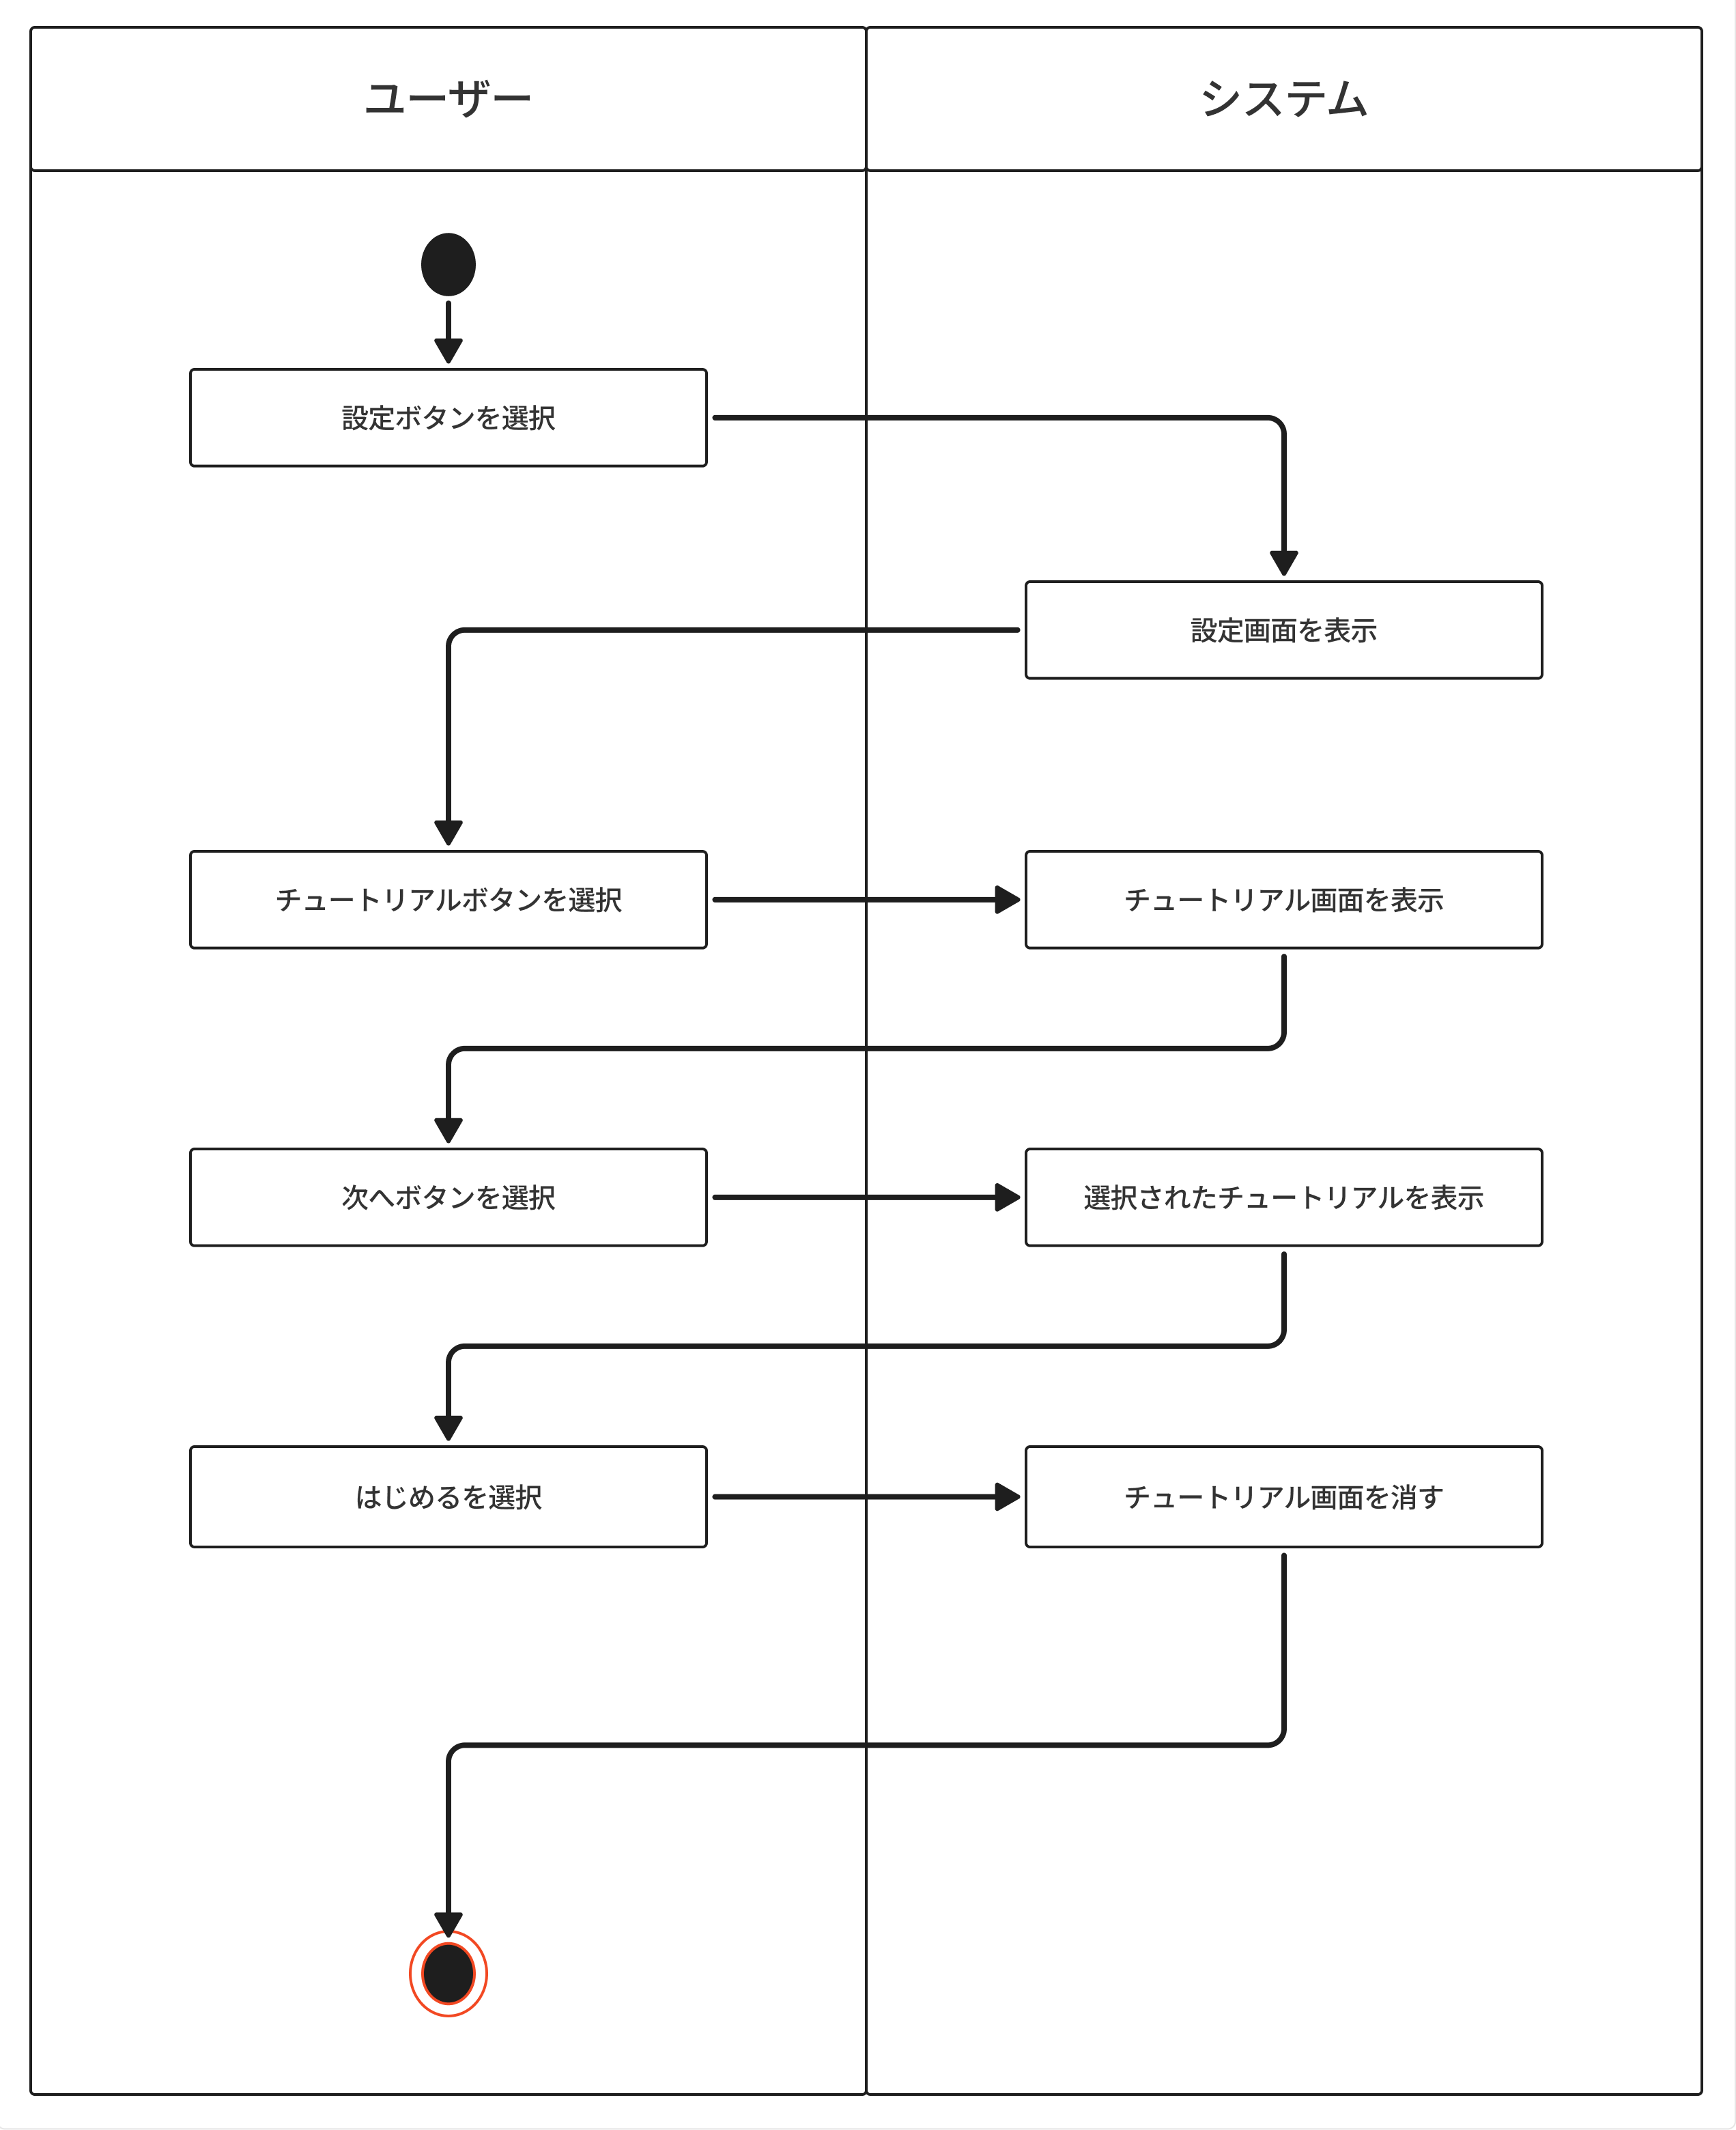 ユーザー
システム
設定ボタンを選択
設定画面を表示
チュートリアルボタンを選択
チュートリアル画面を表示
次へボタンを選択
選択されたチュートリアルを表示
はじめるを選択
チュートリアル画面を消す